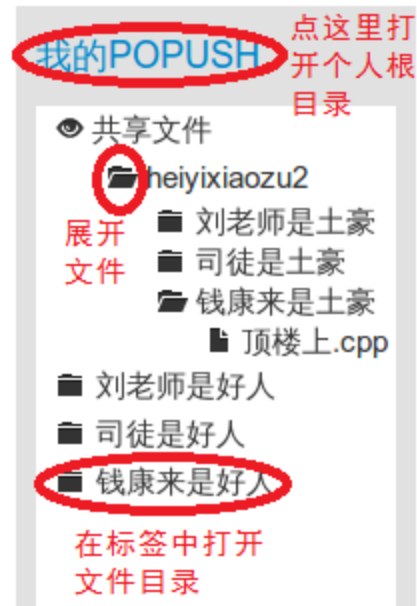 我的POPUSH
点这里打
开个人根
目录
共享文件
heiyixiaozu2
展开
文件
刘老师是土豪
司徒是土豪
钱康来是土豪
顶楼上.cpp
刘老师是好人
司徒是好人
钱康来是好人
在标签中打开
文件目录